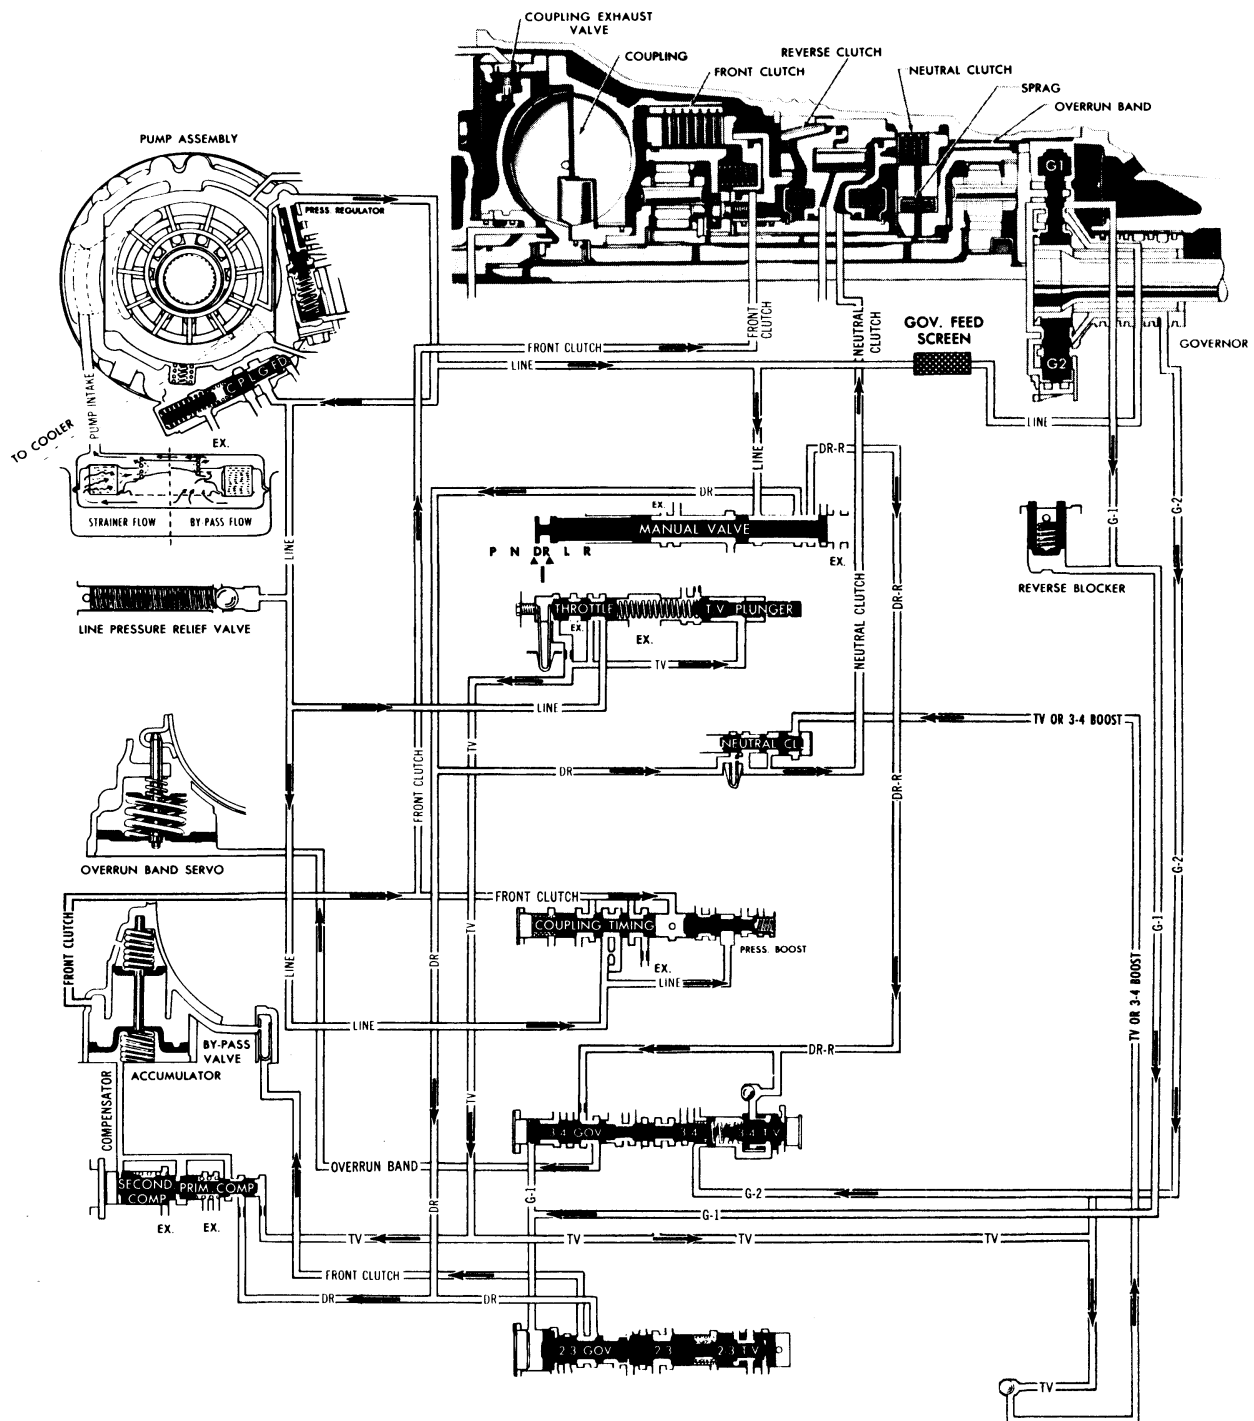 COUPLING EXHAUST
VALVE
COUPLING
REVERSE CLUTCH
FRONT CLUTCH
NEUTRAL CLUTCH
SPRAG
OVERRUN BAND
PUMP ASSEMBLY
G1
PRESS. REGULATOR
FRONT
CLUTCH
NEUTRAL
CLUTCH
GOV. FEED
SCREEN
GOVERNOR
FRONT CLUTCH
LINE
G2
C P L G F D
PUMP INTAKE
TO COOLER
EX.
LINE
LINE
DR-R
DR
STRAINER FLOW
BY PASS FLOW
EX.
MANUAL VALVE
EX.
G-1
G-2
LINE
P N DR L R
REVERSE BLOCKER
LINE PRESSURE RELIEF VALVE
THROTTLE
T V PLUNGER
EX.
EX.
DR-R
NEUTRAL CLUTCH
TV
LINE
TV
TV OR 3-4 BOOST
NEUTRAL CL.
DR
FRONT CLUTCH
DR-R
OVERRUN BAND SERVO
G-2
FRONT CLUTCH
COUPLING TIMING
PRESS. BOOST
EX.
LINE
FRONT CLUTCH
TV
DR
LINE
G-1
TV OR 3-4 BOOST
LINE
BY-PASS
VALVE
ACCUMULATOR
DR-R
COMPENSATOR
TV
3 4 GOV
3 4
3 4 T V
OVERRUN BAND
SECOND
COMP
PRIM. COMP
EX.
EX.
DR
G-1
G-2
G-1
TV
TV
TV
TV
FRONT CLUTCH
DR
DR
2 3 GOV
2 3
2 3 T V
TV